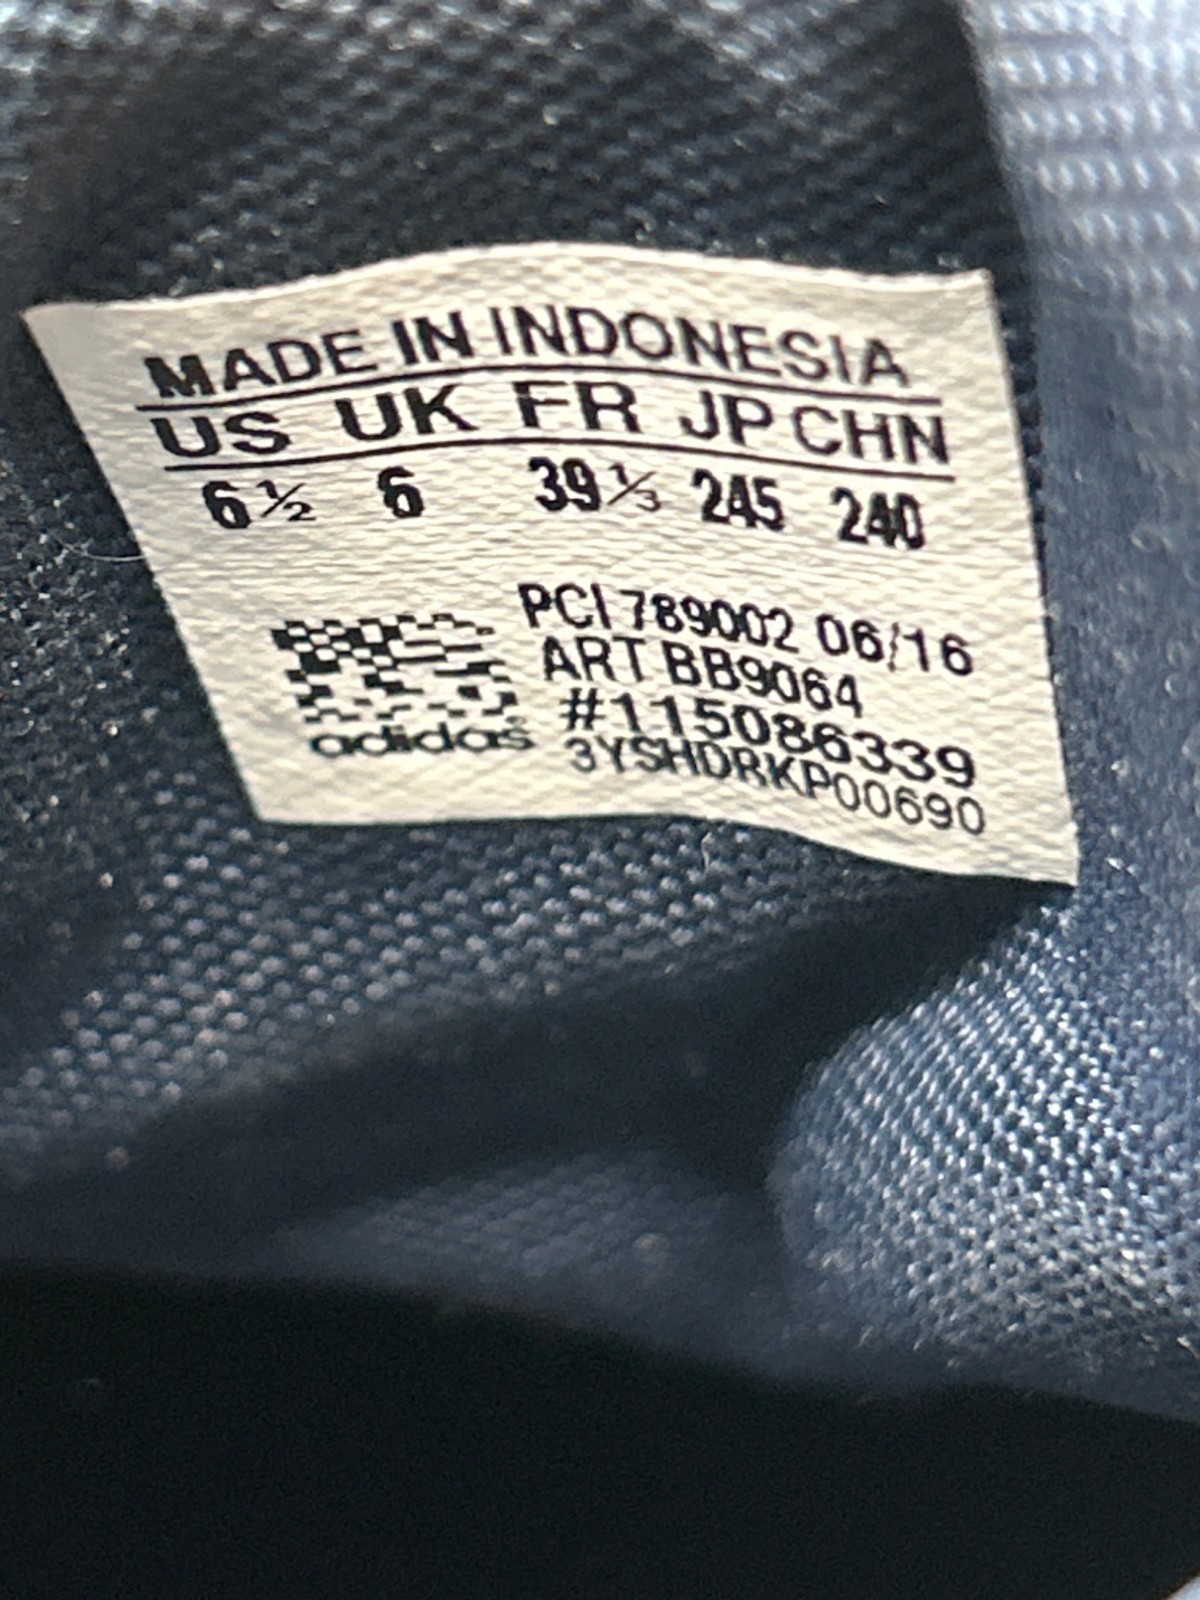 MADE IN INDONESIA
US UK FR JP CHN
6½ 6 39⅓ 245 240
PCI 789002 06/16
ART BB9064
#115086339
adidas 3YSHDRKP00690